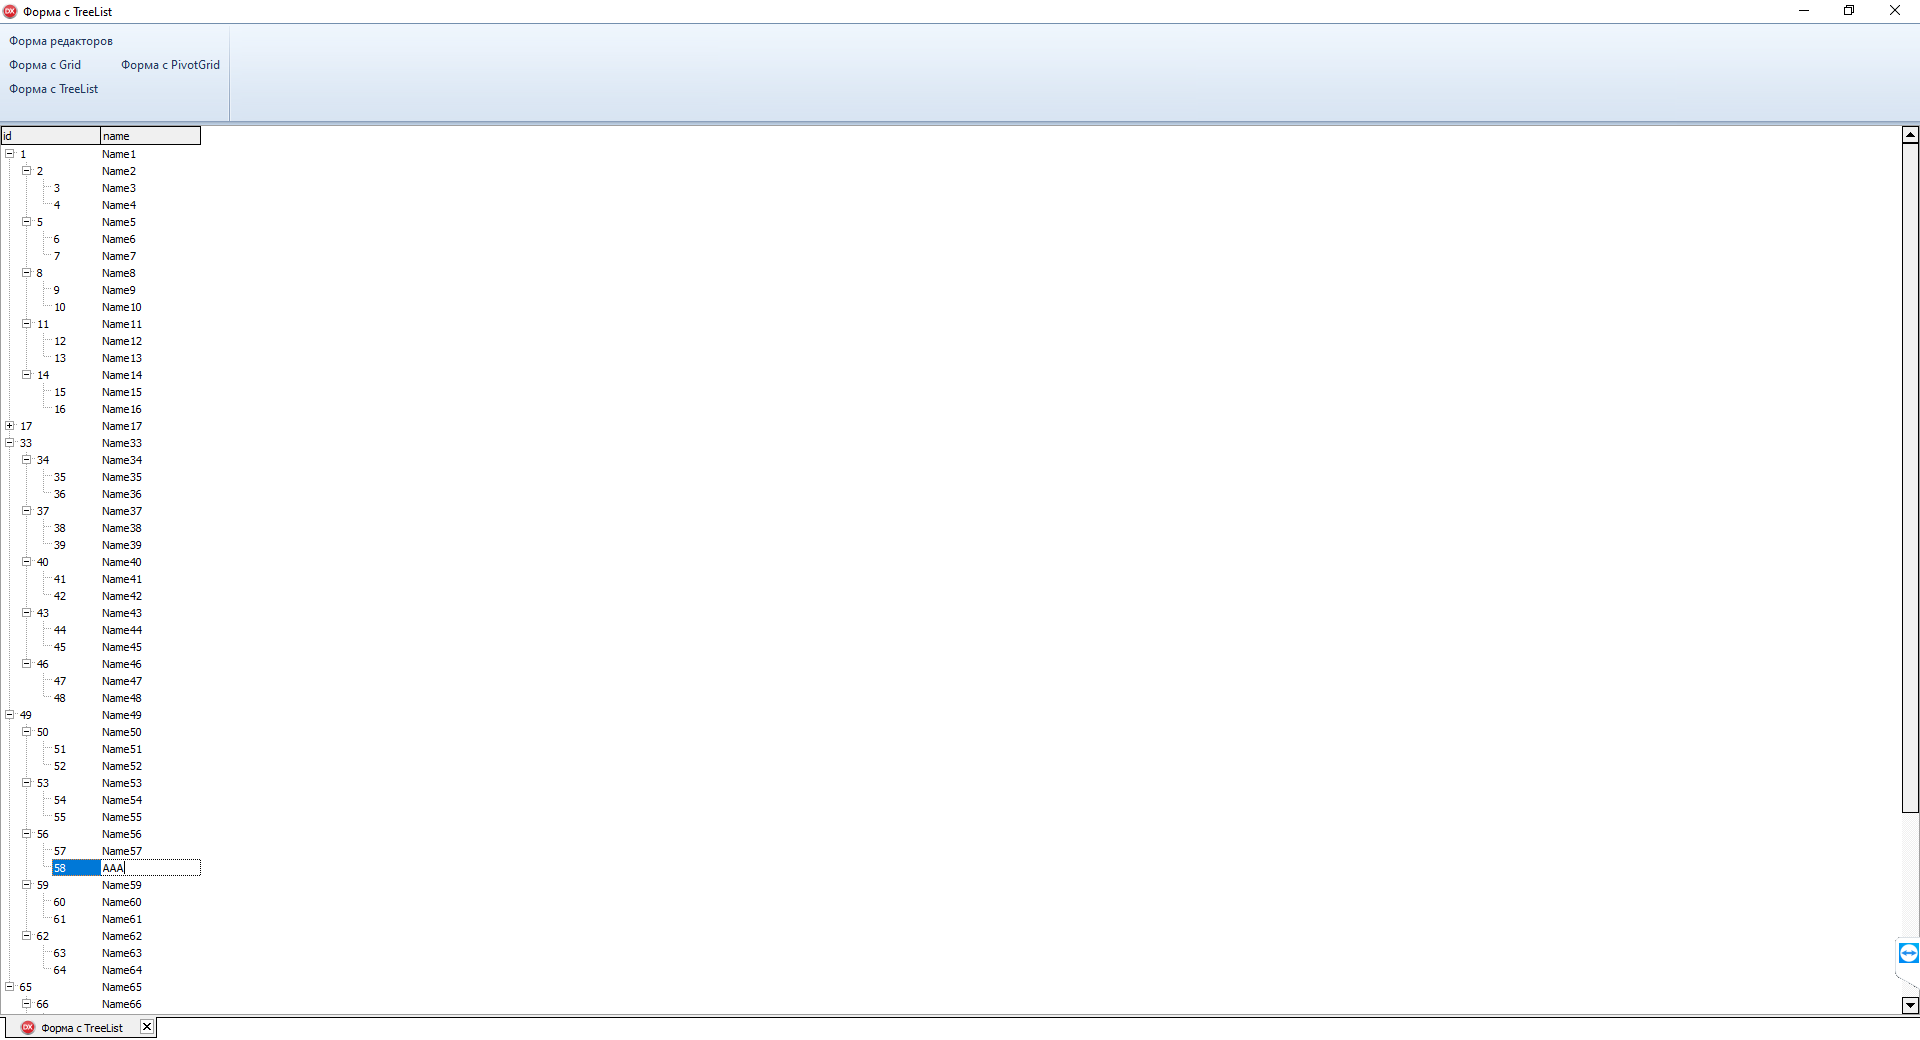 Форма с TreeList
Форма редакторов
Форма с Grid Форма с PivotGrid
Форма с TreeList
id name
1 Name1
2 Name2
3 Name3
4 Name4
5 Name5
6 Name6
7 Name7
8 Name8
9 Name9
10 Name10
11 Name11
12 Name12
13 Name13
14 Name14
15 Name15
16 Name16
17 Name17
33 Name33
34 Name34
35 Name35
36 Name36
37 Name37
38 Name38
39 Name39
40 Name40
41 Name41
42 Name42
43 Name43
44 Name44
45 Name45
46 Name46
47 Name47
48 Name48
49 Name49
50 Name50
51 Name51
52 Name52
53 Name53
54 Name54
55 Name55
56 Name56
57 Name57
58 AAA
59 Name59
60 Name60
61 Name61
62 Name62
63 Name63
64 Name64
65 Name65
66 Name66
Форма с TreeList